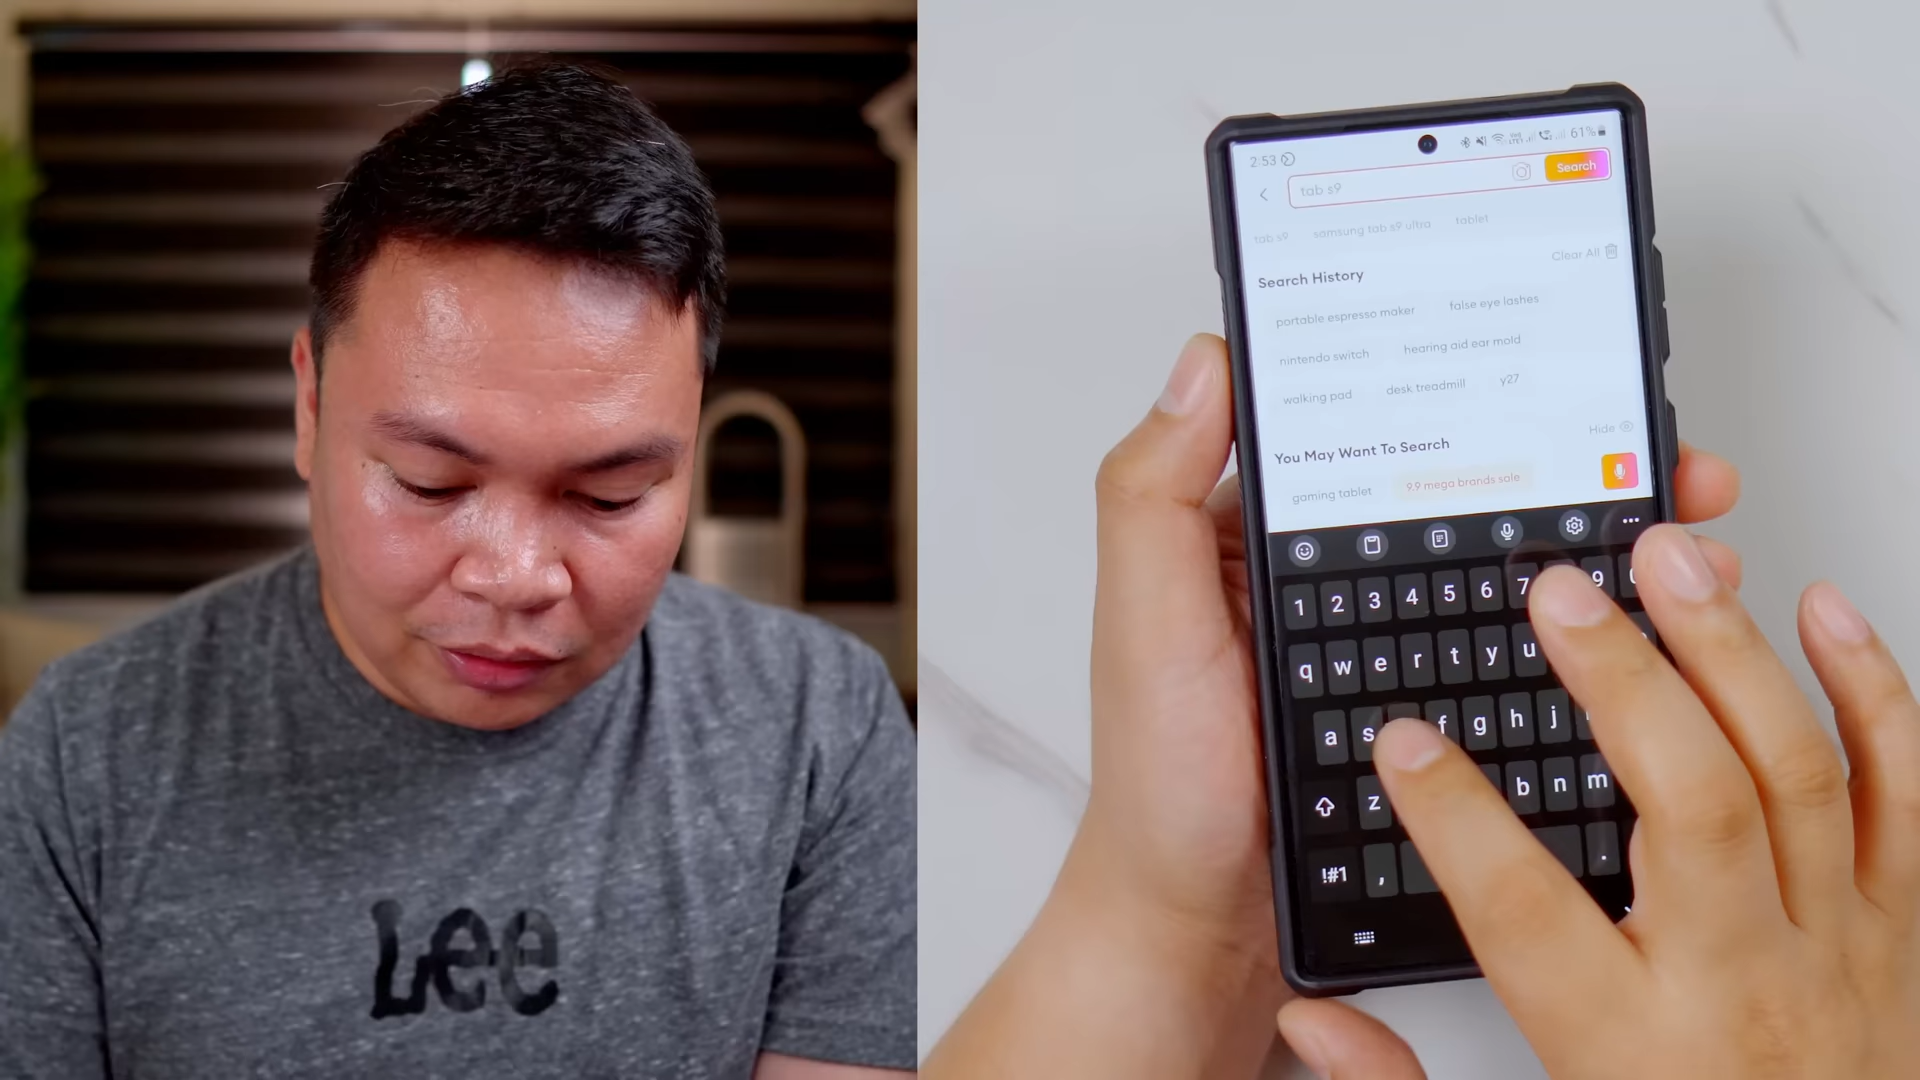 Lee
2:53
61%
tab s9
Search
tab s9 samsung tab s9 ultra tablet
Clear All
Search History
portable espresso maker false eye lashes
nintendo switch hearing aid ear mold
walking pad desk treadmill y27
Hide
You May Want To Search
gaming tablet 9.9 mega brands sale
1 2 3 4 5 6 7 9
q w e r t y u
a s f g h j
z b n m
!#1 , .